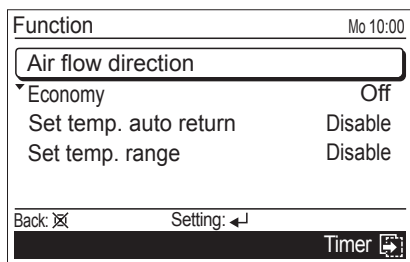 Function Mo 10:00
Air flow direction
Economy Off
Set temp. auto return Disable
Set temp. range Disable
Back: Setting:
Timer